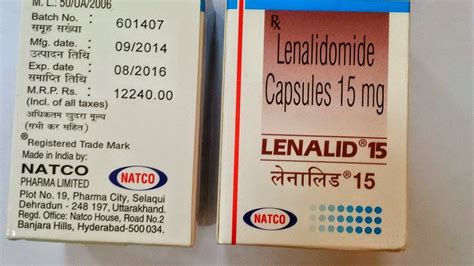 M.L. 50/UA/2006
Batch No. : 601407
समूह संख्या
Mfg. date : 09/2014
उत्पादन तिथि
Exp. date : 08/2016
समाप्ति तिथि
M.R.P. Rs. : 12240.00
(Incl. of all taxes)
अधिकतम खुदरा मूल्य
(सभी कर सहित)
®
Registered Trade Mark
Made in India by:
NATCO
PHARMA LIMITED
NATCO
Plot No. 19, Pharma City, Selaqui
Dehradun - 248 197, Uttarakhand.
Regd. Office: Natco House, Road No.2
Banjara Hills, Hyderabad-500 034.
Rx
Lenalidomide
Capsules 15 mg
LENALID® 15
लेनालिड® 15
NATCO